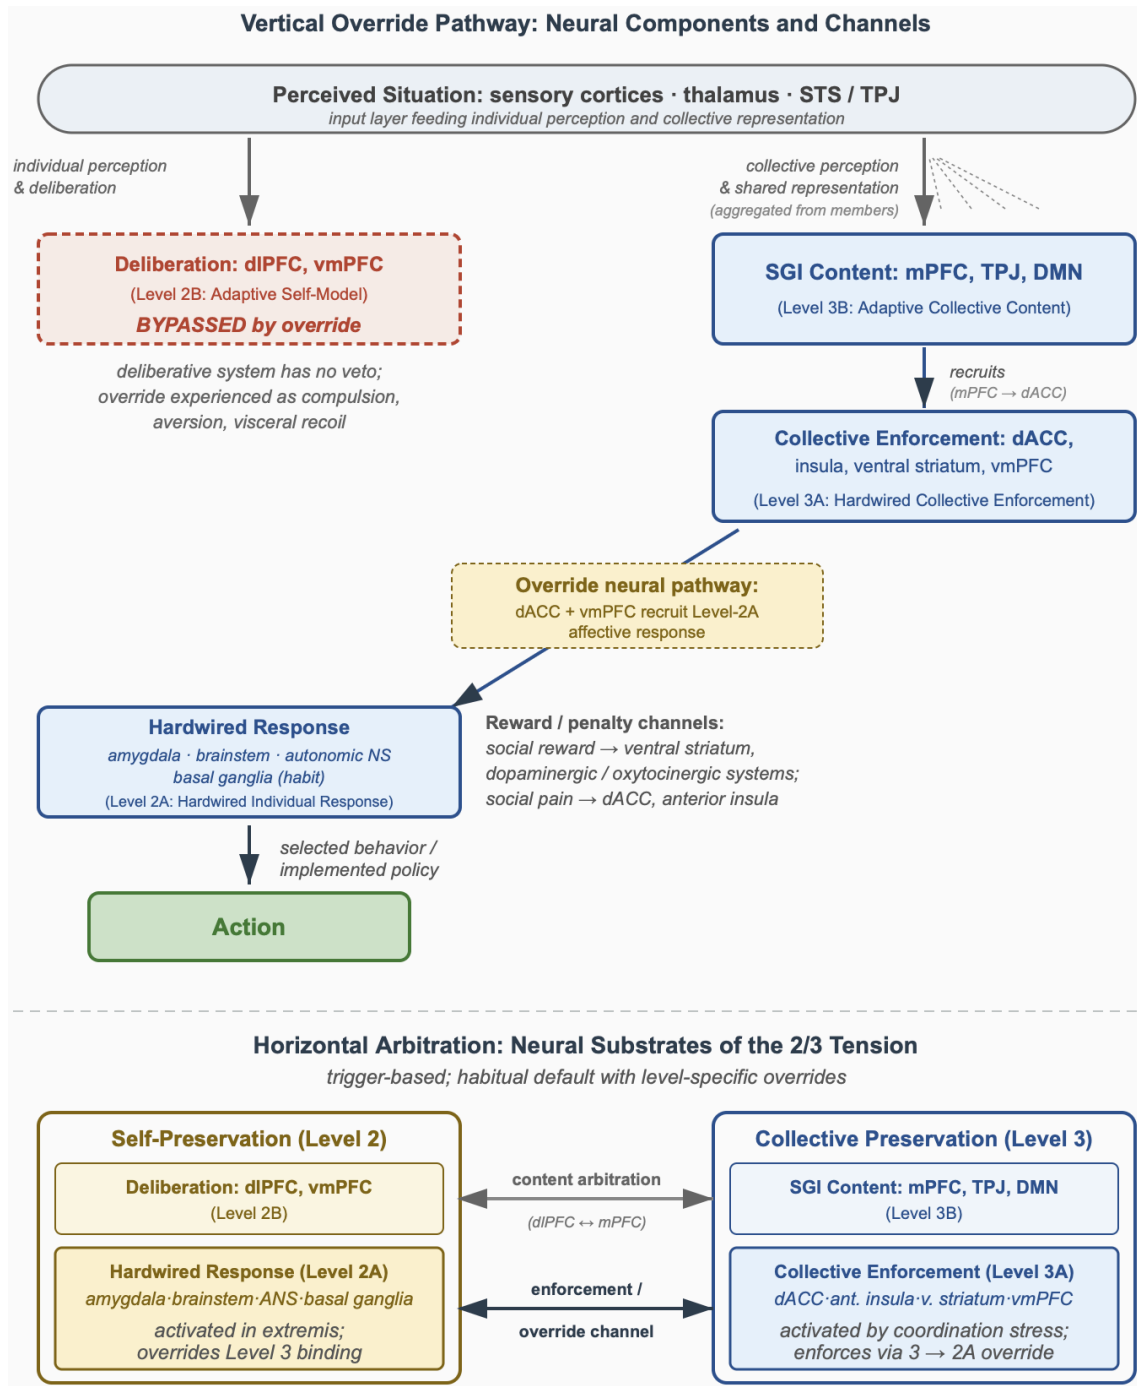 Vertical Override Pathway: Neural Components and Channels
Perceived Situation: sensory cortices · thalamus · STS / TPJ
input layer feeding individual perception and collective representation
individual perception
& deliberation
collective perception
& shared representation
(aggregated from members)
Deliberation: dlPFC, vmPFC
(Level 2B: Adaptive Self-Model)
BYPASSED by override
SGI Content: mPFC, TPJ, DMN
(Level 3B: Adaptive Collective Content)
deliberative system has no veto;
override experienced as compulsion,
aversion, visceral recoil
recruits
(mPFC → dACC)
Collective Enforcement: dACC,
insula, ventral striatum, vmPFC
(Level 3A: Hardwired Collective Enforcement)
Override neural pathway:
dACC + vmPFC recruit Level-2A
affective response
Hardwired Response
amygdala · brainstem · autonomic NS
basal ganglia (habit)
(Level 2A: Hardwired Individual Response)
Reward / penalty channels:
social reward → ventral striatum,
dopaminergic / oxytocinergic systems;
social pain → dACC, anterior insula
selected behavior /
implemented policy
Action
Horizontal Arbitration: Neural Substrates of the 2/3 Tension
trigger-based; habitual default with level-specific overrides
Self-Preservation (Level 2)
Deliberation: dlPFC, vmPFC
(Level 2B)
Hardwired Response (Level 2A)
amygdala·brainstem·ANS·basal ganglia
activated in extremis;
overrides Level 3 binding
content arbitration
(dlPFC ↔ mPFC)
enforcement /
override channel
Collective Preservation (Level 3)
SGI Content: mPFC, TPJ, DMN
(Level 3B)
Collective Enforcement (Level 3A)
dACC·ant. insula·v. striatum·vmPFC
activated by coordination stress;
enforces via 3 → 2A override